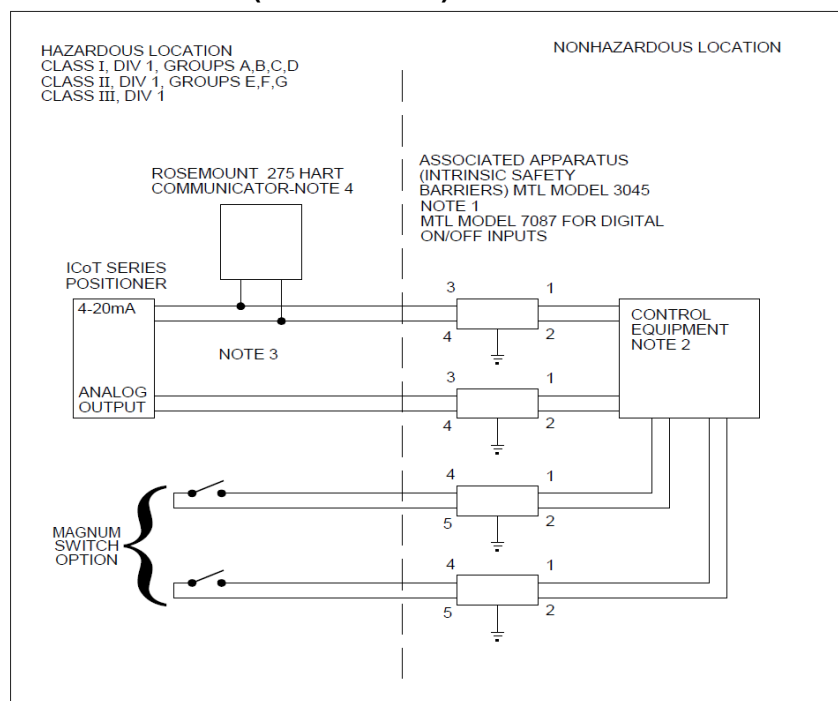 HAZARDOUS LOCATION
CLASS I, DIV 1, GROUPS A,B,C,D
CLASS II, DIV 1, GROUPS E,F,G
CLASS III, DIV 1
NONHAZARDOUS LOCATION
ROSEMOUNT 275 HART
COMMUNICATOR-NOTE 4
ASSOCIATED APPARATUS
(INTRINSIC SAFETY
BARRIERS) MTL MODEL 3045
NOTE 1
MTL MODEL 7087 FOR DIGITAL
ON/OFF INPUTS
ICoT SERIES
POSITIONER
4-20mA
NOTE 3
ANALOG
OUTPUT
3
1
4
2
CONTROL
EQUIPMENT
NOTE 2
3
1
4
2
4
1
5
2
MAGNUM
SWITCH
OPTION
4
1
5
2